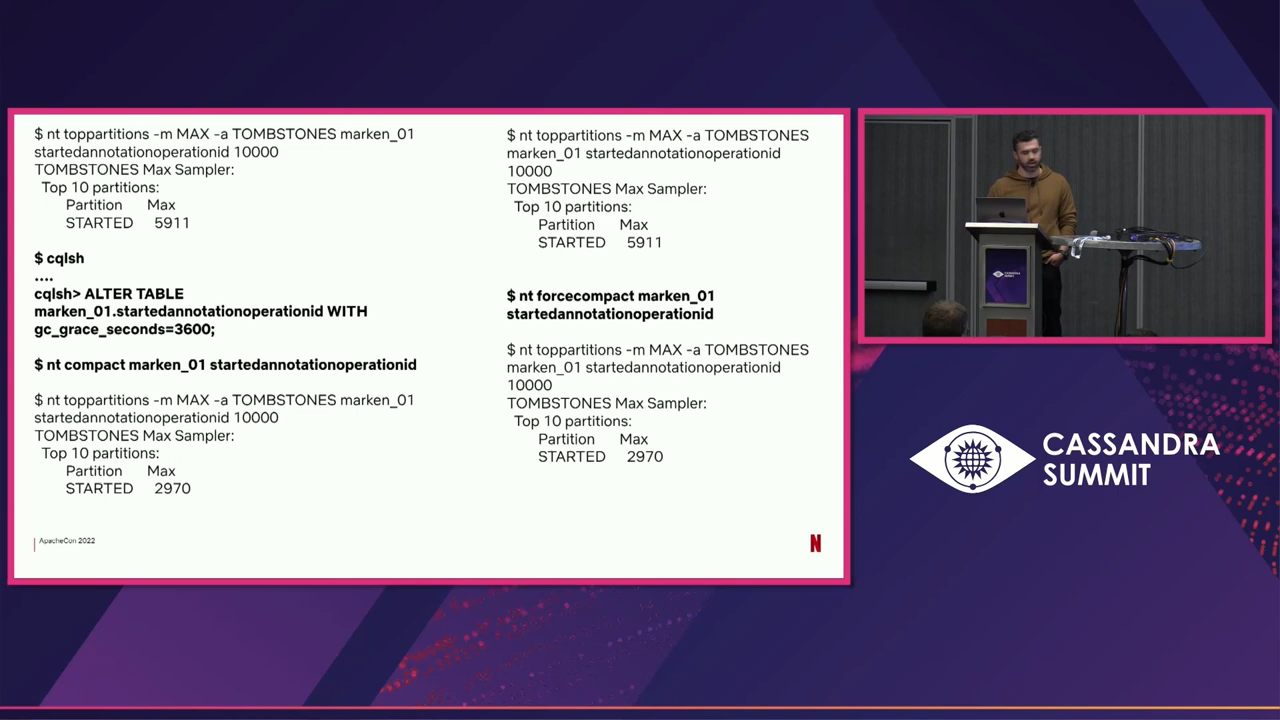 $ nt toppartitions -m MAX -a TOMBSTONES marken_01
startedannotationoperationid 10000
TOMBSTONES Max Sampler:
Top 10 partitions:
Partition Max
STARTED 5911
$ cqlsh
....
cqlsh> ALTER TABLE
marken_01.startedannotationoperationid WITH
gc_grace_seconds=3600;
$ nt compact marken_01 startedannotationoperationid
$ nt toppartitions -m MAX -a TOMBSTONES marken_01
startedannotationoperationid 10000
TOMBSTONES Max Sampler:
Top 10 partitions:
Partition Max
STARTED 2970
$ nt toppartitions -m MAX -a TOMBSTONES
marken_01 startedannotationoperationid
10000
TOMBSTONES Max Sampler:
Top 10 partitions:
Partition Max
STARTED 5911
$ nt forcecompact marken_01
startedannotationoperationid
$ nt toppartitions -m MAX -a TOMBSTONES
marken_01 startedannotationoperationid
10000
TOMBSTONES Max Sampler:
Top 10 partitions:
Partition Max
STARTED 2970
ApacheCon 2022
N
CASSANDRA
SUMMIT
CASSANDRA
SUMMIT